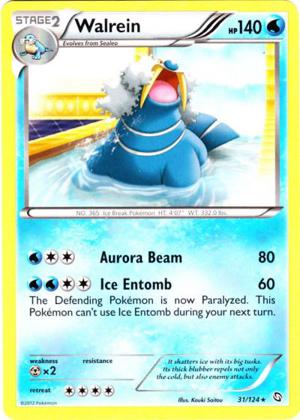 STAGE2
Walrein
HP140
Evolves from Sealeo
NO. 365 Ice Break Pokémon HT. 4'07" WT. 332.0 lbs.
Aurora Beam 80
Ice Entomb 60
The Defending Pokémon is now Paralyzed. This
Pokémon can't use Ice Entomb during your next turn.
weakness
×2
resistance
retreat
It shatters ice with its big tusks.
Its thick blubber repels not only
the cold, but also enemy attacks.
Illus. Kouki Saitou
31/124
©2012 Pokémon